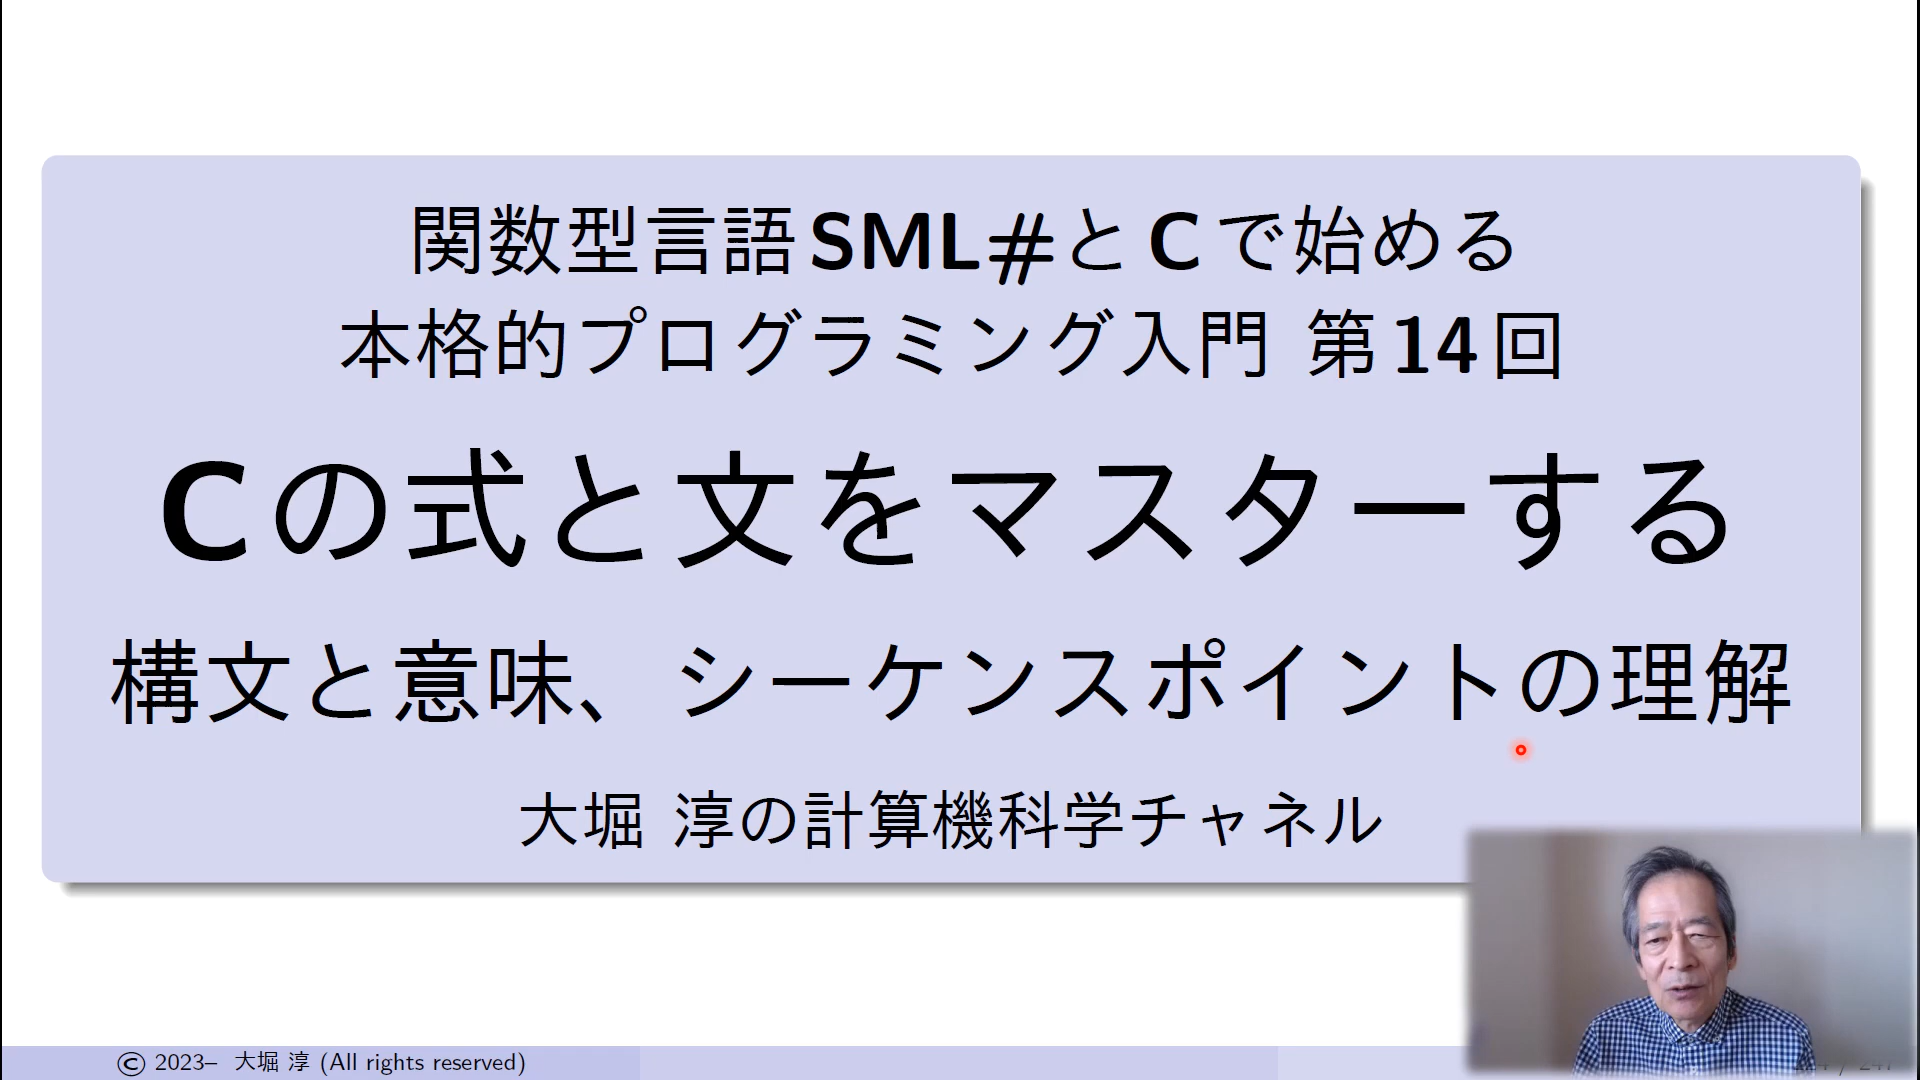 関数型言語SML#とCで始める
本格的プログラミング入門 第14回
Cの式と文をマスターする
構文と意味、シーケンスポイントの理解
大堀 淳の計算機科学チャネル
© 2023– 大堀 淳 (All rights reserved)